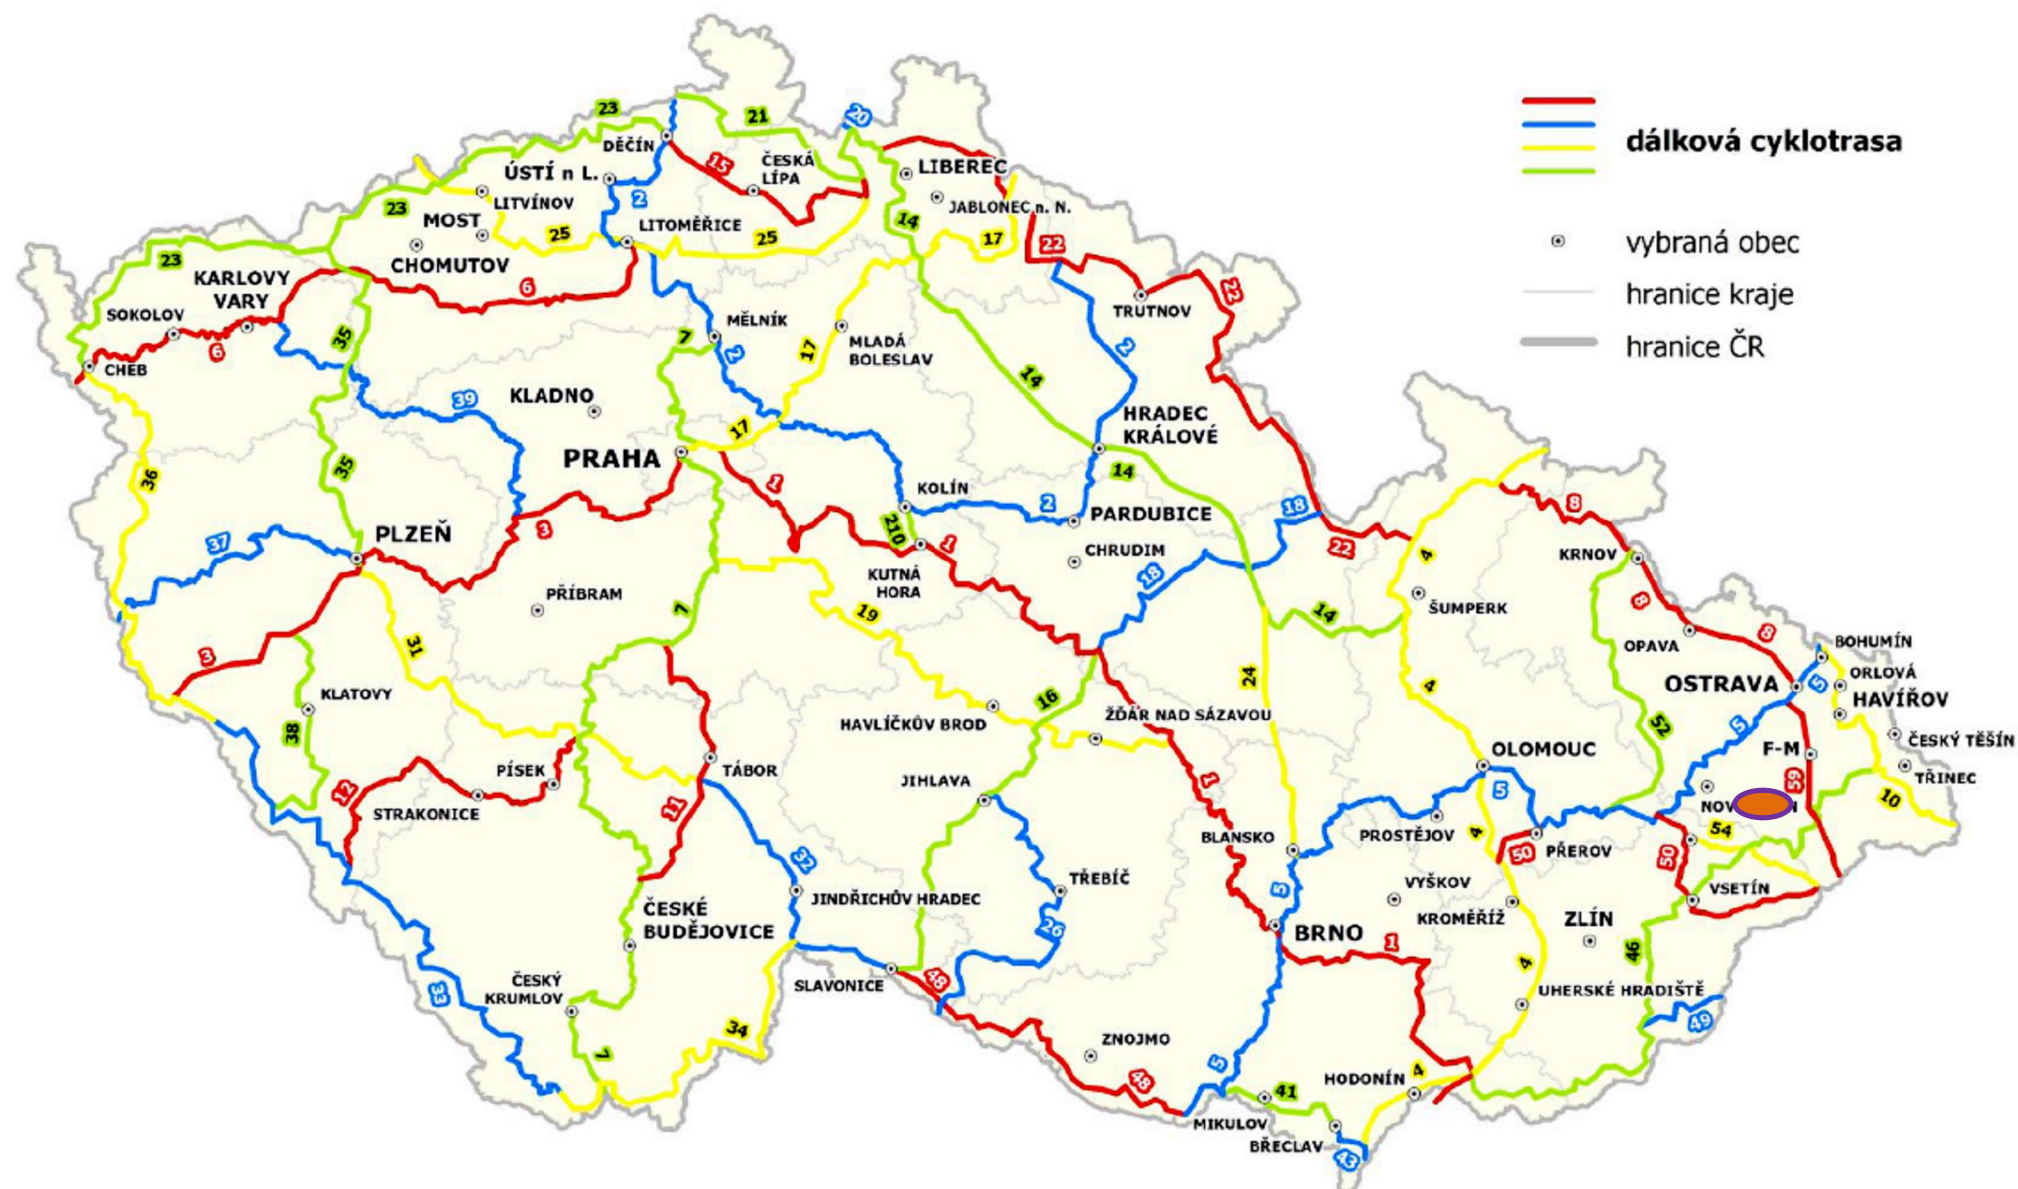 dálková cyklotrasa
vybraná obec
hranice kraje
hranice ČR
23
21
20
DĚČÍN
15
ČESKÁ
LÍPA
LIBEREC
ÚSTÍ n L.
LITVÍNOV
2
JABLONEC n. N.
23
MOST
LITOMĚŘICE
14
25
25
17
22
23
CHOMUTOV
KARLOVY
VARY
6
22
SOKOLOV
TRUTNOV
MĚLNÍK
7
35
6
2
17
MLADÁ
BOLESLAV
2
CHEB
14
39
KLADNO
HRADEC
KRÁLOVÉ
17
PRAHA
35
36
14
1
KOLÍN
2
18
8
PARDUBICE
210
3
PLZEŇ
37
1
22
4
KRNOV
CHRUDIM
KUTNÁ
HORA
18
PŘÍBRAM
7
19
14
ŠUMPERK
8
8
BOHUMÍN
31
3
OPAVA
ORLOVÁ
24
4
OSTRAVA
5
HAVÍŘOV
KLATOVY
16
ŽĎÁR NAD SÁZAVOU
HAVLÍČKŮV BROD
52
5
38
ČESKÝ TĚŠÍN
OLOMOUC
F-M
PÍSEK
TÁBOR
JIHLAVA
1
TŘINEC
12
5
59
10
STRAKONICE
11
NOV
N
BLANSKO
PROSTĚJOV
4
54
50
PŘEROV
50
32
TŘEBÍČ
5
VYŠKOV
VSETÍN
JINDŘICHŮV HRADEC
ČESKÉ
BUDĚJOVICE
KROMĚŘÍŽ
ZLÍN
26
BRNO
1
46
4
ČESKÝ
KRUMLOV
33
SLAVONICE
48
UHERSKÉ HRADIŠTĚ
49
34
ZNOJMO
7
5
48
HODONÍN
4
41
MIKULOV
BŘECLAV
43